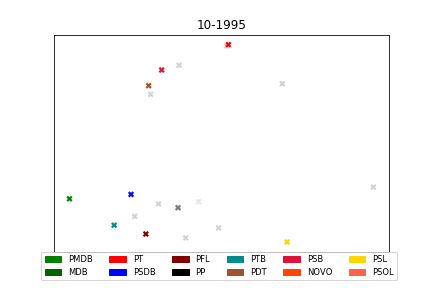 10-1995
PMDB PT PFL PTB PSB PSL
MDB PSDB PP PDT NOVO PSOL